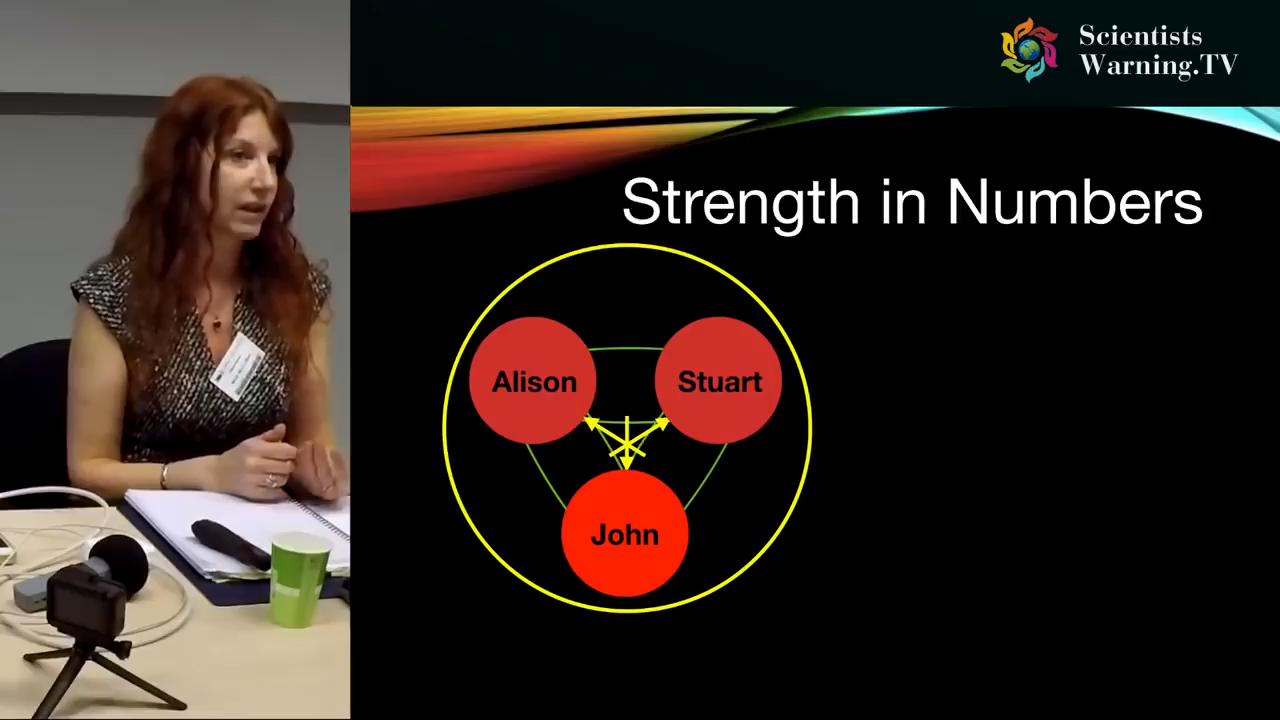 Scientists
Warning.TV
Strength in Numbers
Alison
Stuart
John